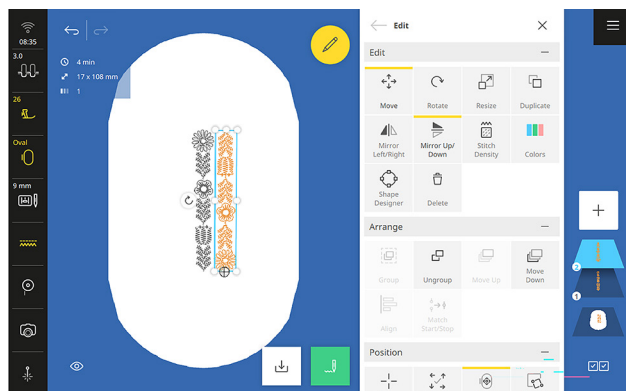 08:35
3.0
26
Oval
9 mm
4 min
17 x 108 mm
1
Edit
Edit
Move
Rotate
Resize
Duplicate
Mirror
Left/Right
Mirror Up/
Down
Stitch
Density
Colors
Shape
Designer
Delete
Arrange
Group
Ungroup
Move Up
Move
Down
Align
Match
Start/Stop
Position
2
1